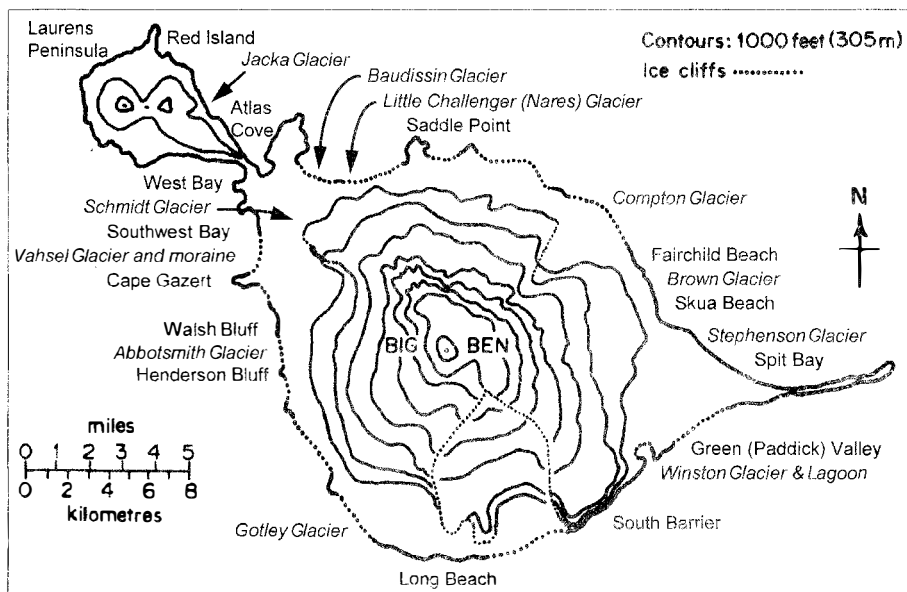 Laurens
Peninsula
Red Island
Jacka Glacier
Contours: 1000 feet (305m)
Ice cliffs
Baudissin Glacier
Atlas
Cove
Little Challenger (Nares) Glacier
Saddle Point
West Bay
Schmidt Glacier
Southwest Bay
Vahsel Glacier and moraine
Cape Gazert
Compton Glacier
N
Fairchild Beach
Brown Glacier
Skua Beach
Walsh Bluff
Abbotsmith Glacier
Henderson Bluff
BIG BEN
Stephenson Glacier
Spit Bay
miles
0 1 2 3 4 5
0 2 4 6 8
kilometres
Green (Paddick) Valley
Winston Glacier & Lagoon
Gotley Glacier
South Barrier
Long Beach